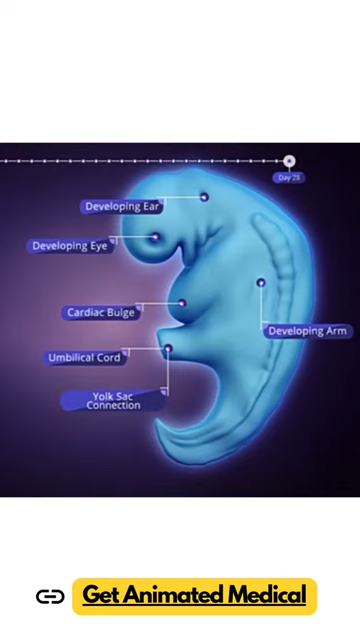 Day 28
Developing Ear
Developing Eye
Cardiac Bulge
Developing Arm
Umbilical Cord
Yolk Sac
Connection
Get Animated Medical